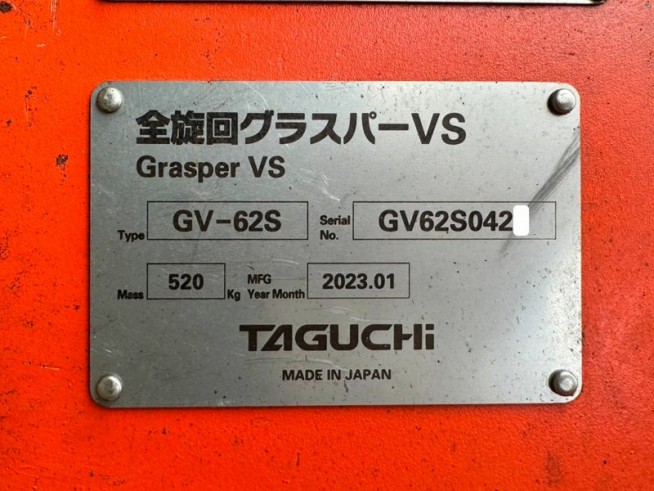 全旋回グラスパーVS
Grasper VS
Type GV-62S Serial No. GV62S042
Mass 520 Kg MFG Year Month 2023.01
TAGUCHi
MADE IN JAPAN